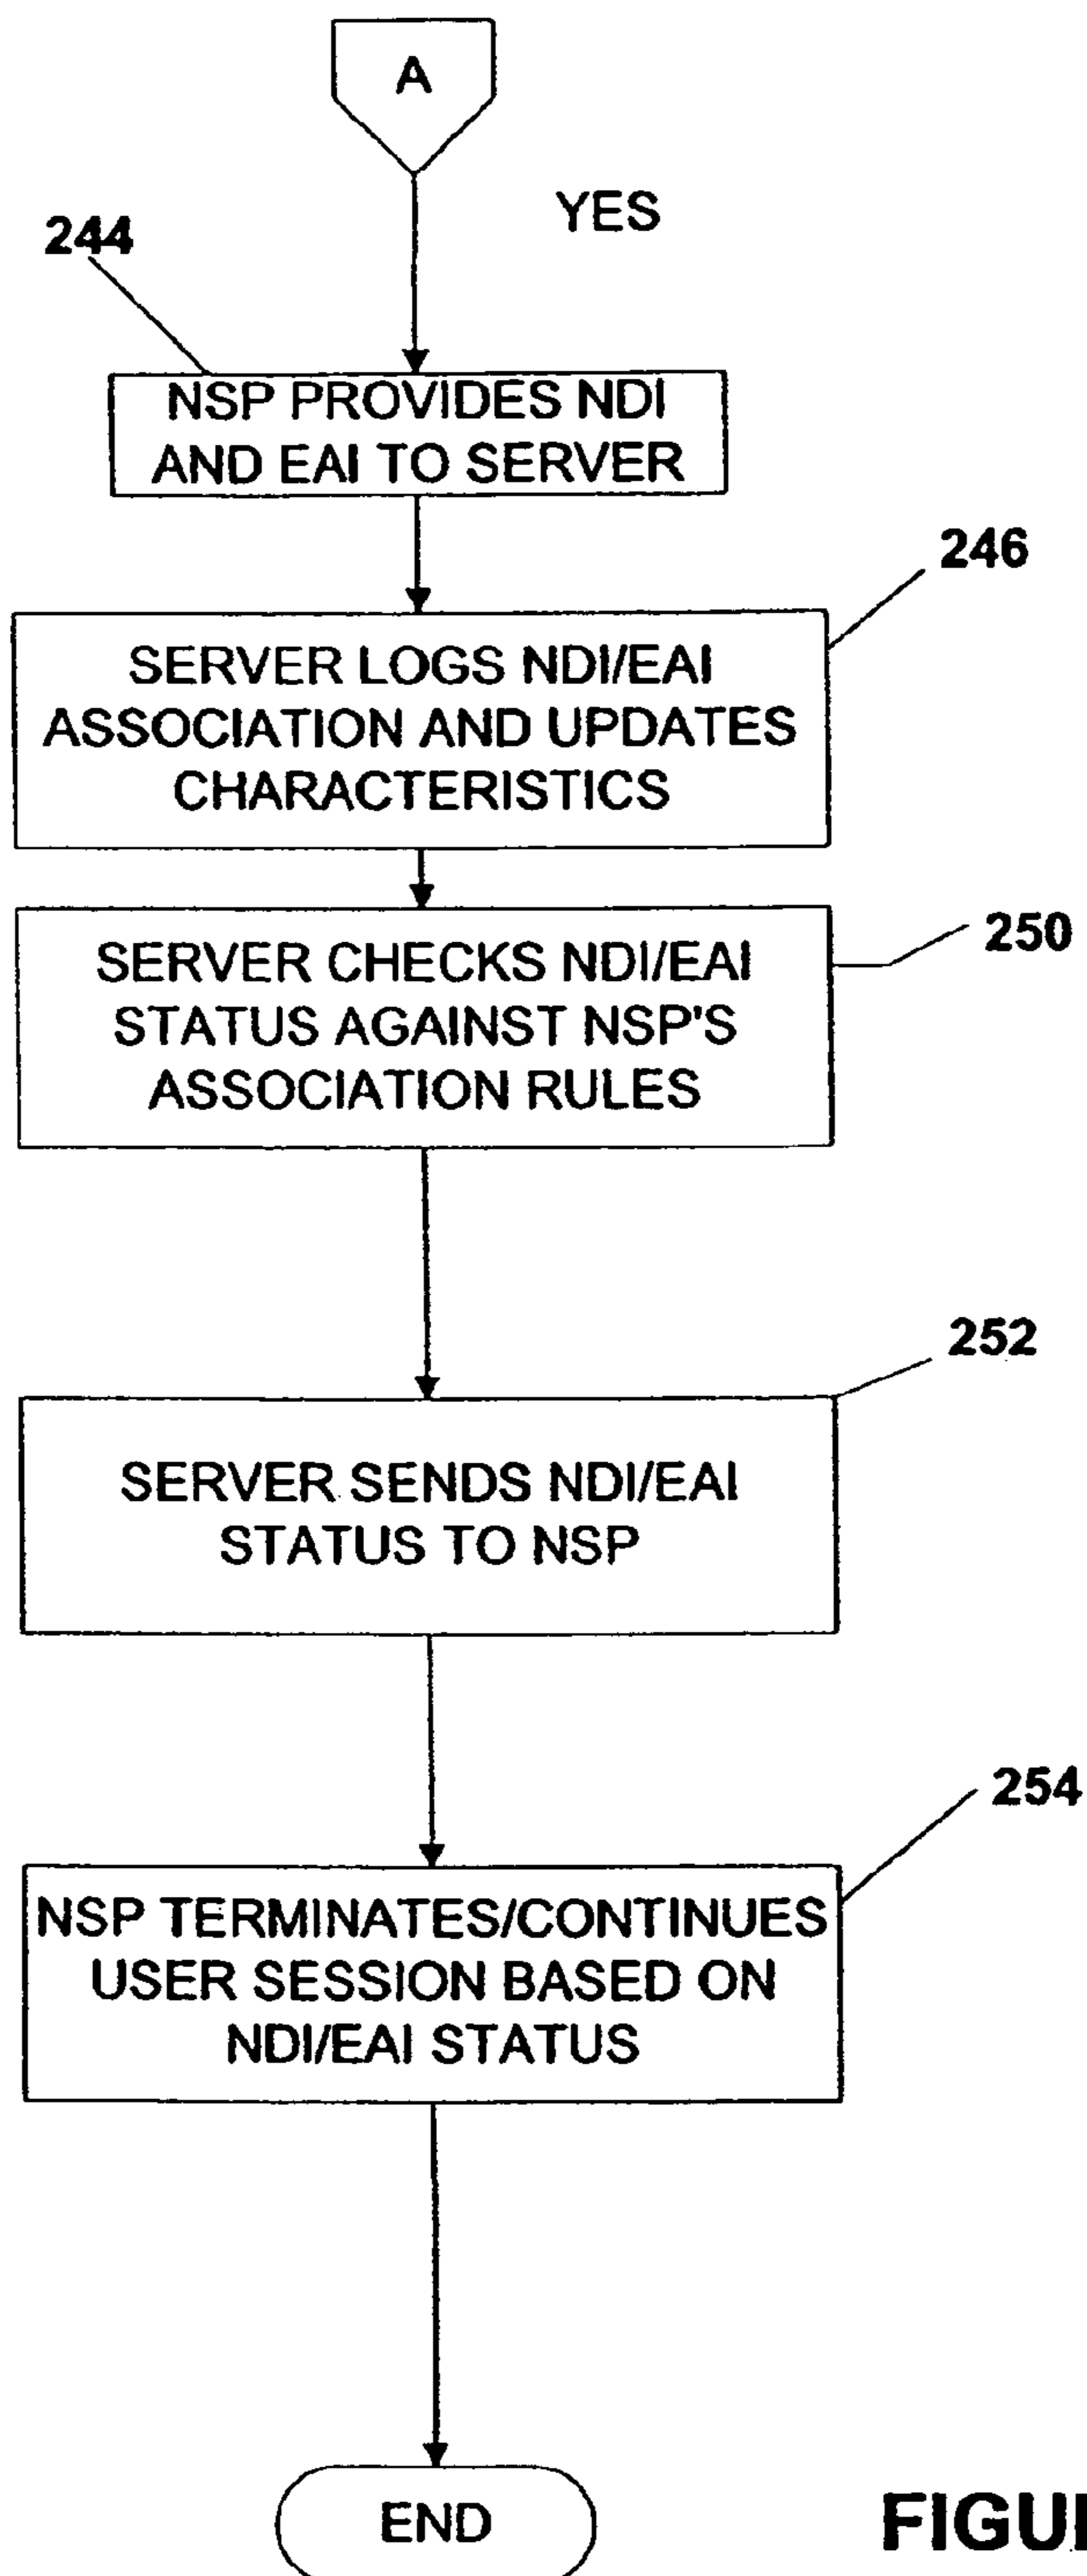 A
YES
244
NSP PROVIDES NDI
AND EAI TO SERVER
246
SERVER LOGS NDI/EAI
ASSOCIATION AND UPDATES
CHARACTERISTICS
250
SERVER CHECKS NDI/EAI
STATUS AGAINST NSP'S
ASSOCIATION RULES
252
SERVER SENDS NDI/EAI
STATUS TO NSP
254
NSP TERMINATES/CONTINUES
USER SESSION BASED ON
NDI/EAI STATUS
END